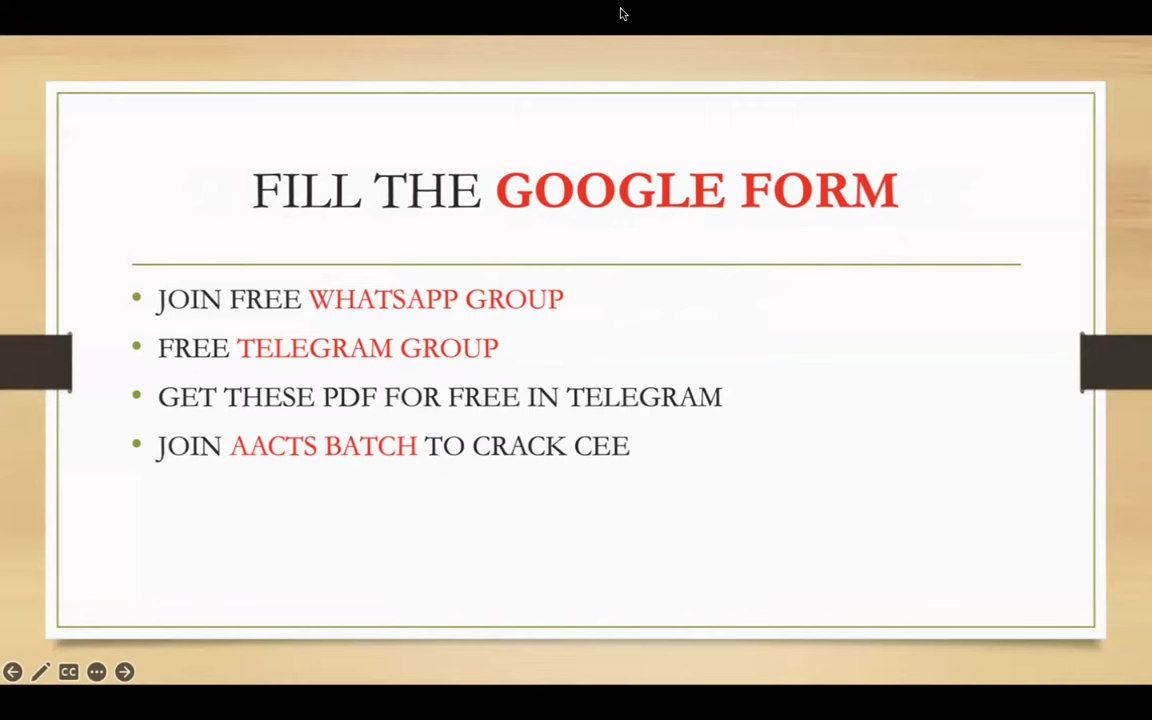 FILL THE GOOGLE FORM
• JOIN FREE WHATSAPP GROUP
• FREE TELEGRAM GROUP
• GET THESE PDF FOR FREE IN TELEGRAM
• JOIN AACTS BATCH TO CRACK CEE
CC